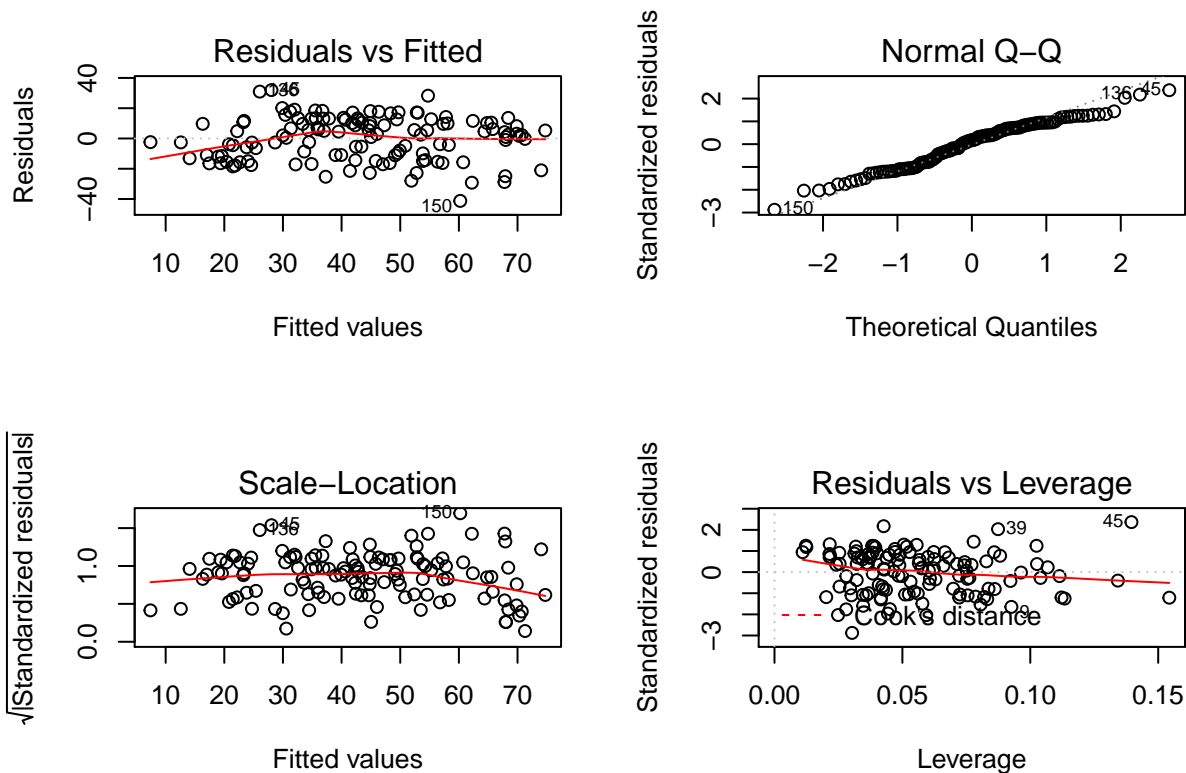 Residuals vs Fitted
Residuals
40
0
−40
136
45
150
10 20 30 40 50 60 70
Fitted values
Normal Q−Q
Standardized residuals
2
0
−3
136
45
150
−2 −1 0 1 2
Theoretical Quantiles
Scale−Location
√|Standardized residuals|
1.0
0.0
150
45
136
10 20 30 40 50 60 70
Fitted values
Residuals vs Leverage
Standardized residuals
2
0
−3
45
39
9
Cook's distance
0.00 0.05 0.10 0.15
Leverage